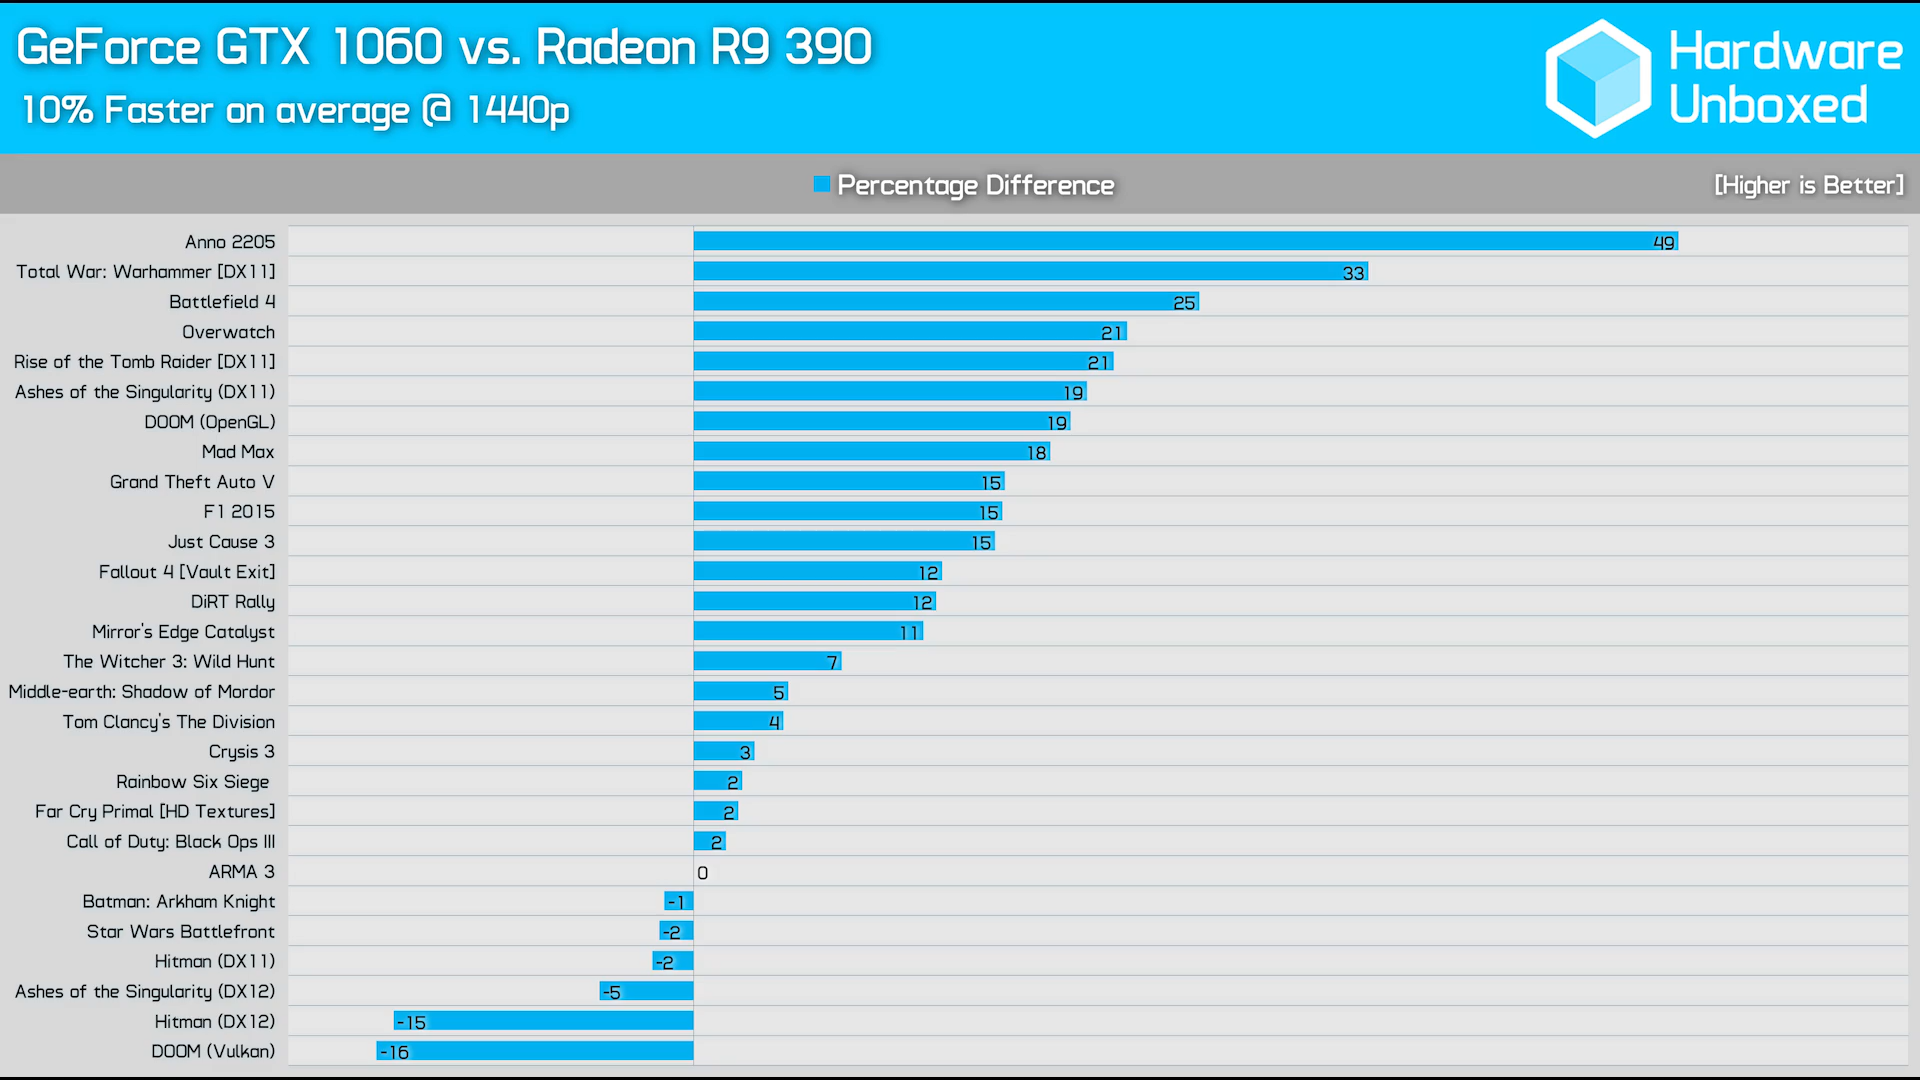 GeForce GTX 1060 vs. Radeon R9 390
10% Faster on average @ 1440p
Hardware
Unboxed
Percentage Difference
[Higher is Better]
Anno 2205 49
Total War: Warhammer [DX11] 33
Battlefield 4 25
Overwatch 21
Rise of the Tomb Raider [DX11] 21
Ashes of the Singularity (DX11) 19
DOOM (OpenGL) 19
Mad Max 18
Grand Theft Auto V 15
F1 2015 15
Just Cause 3 15
Fallout 4 [Vault Exit] 12
DiRT Rally 12
Mirror's Edge Catalyst 11
The Witcher 3: Wild Hunt 7
Middle-earth: Shadow of Mordor 5
Tom Clancy's The Division 4
Crysis 3 3
Rainbow Six Siege 2
Far Cry Primal [HD Textures] 2
Call of Duty: Black Ops III 2
ARMA 3 0
Batman: Arkham Knight -1
Star Wars Battlefront -2
Hitman (DX11) -2
Ashes of the Singularity (DX12) -5
Hitman (DX12) -15
DOOM (Vulkan) -16